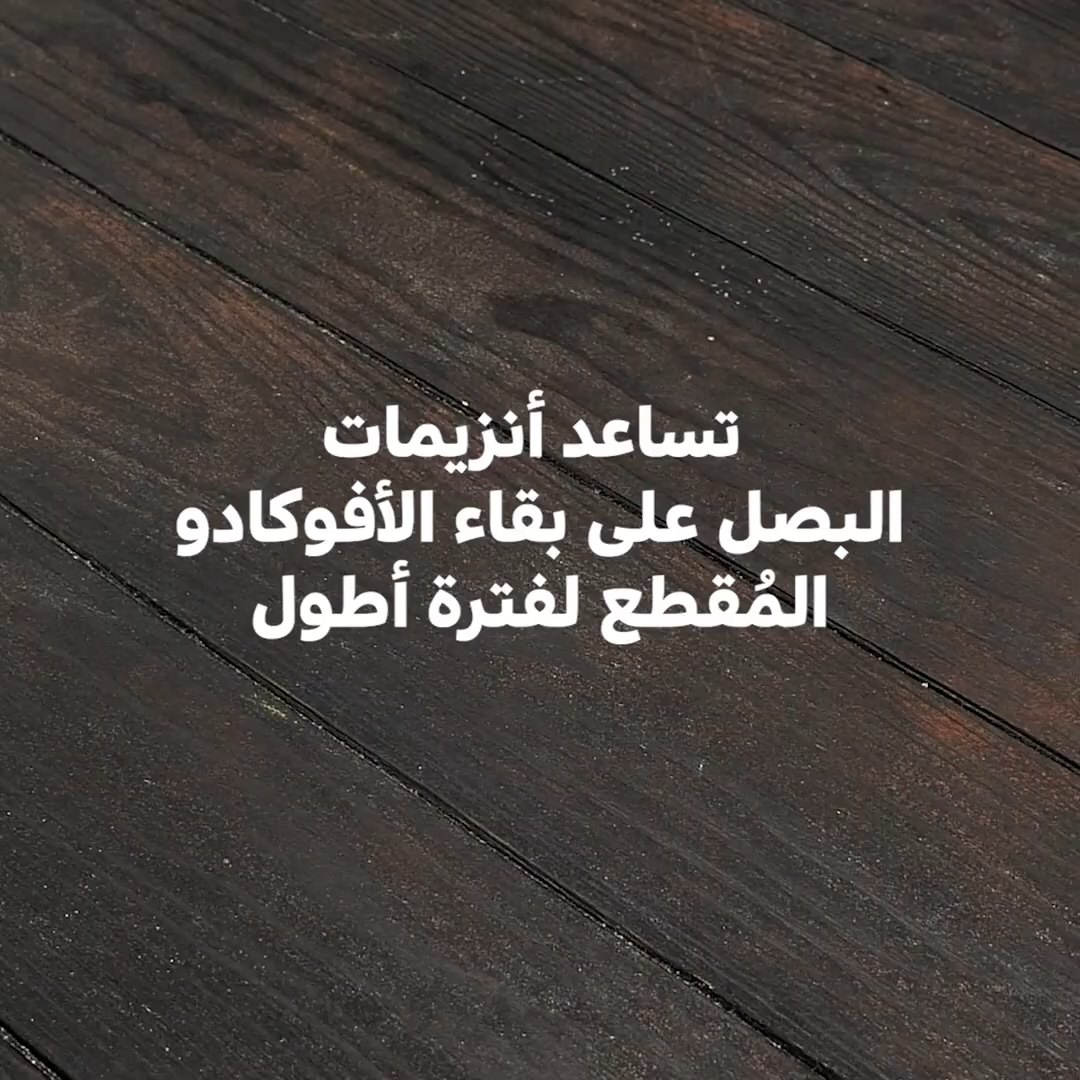 تساعد أنزيمات
البصل على بقاء الأفوكادو
المُقطع لفترة أطول